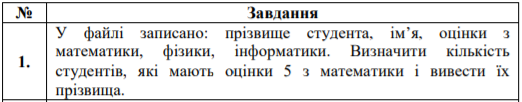 № Завдання
У файлі записано: прізвище студента, ім’я, оцінки з
математики, фізики, інформатики. Визначити кількість
1. студентів, які мають оцінки 5 з математики і вивести їх
прізвища.